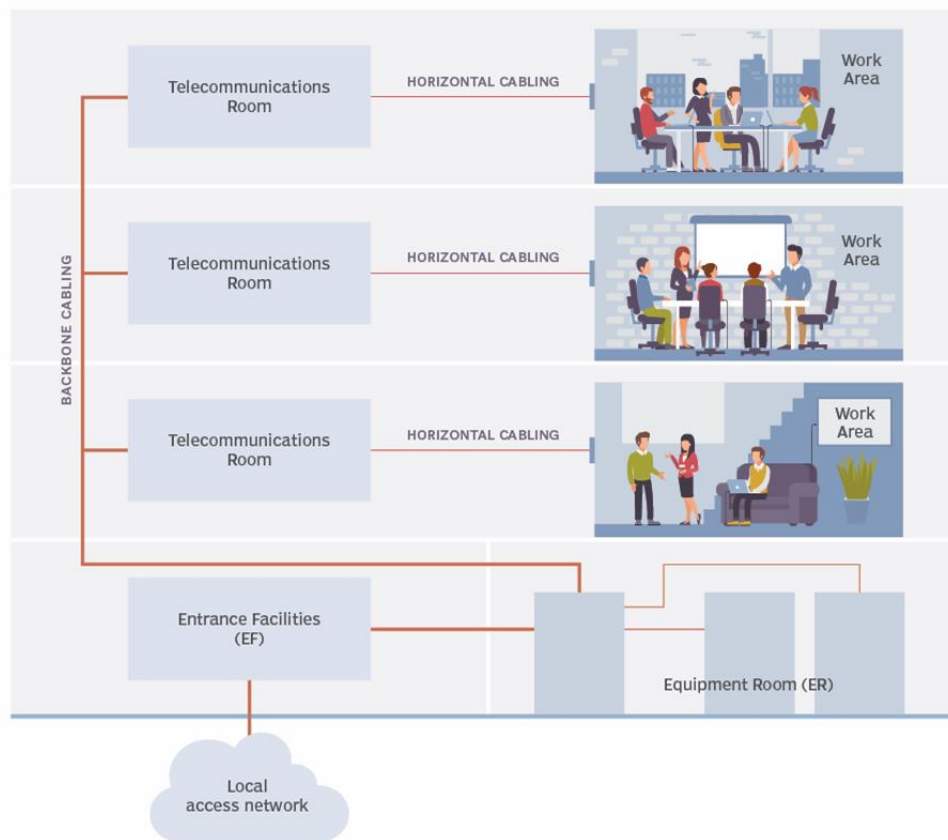 Telecommunications
Room
HORIZONTAL CABLING
Work
Area
Telecommunications
Room
HORIZONTAL CABLING
Work
Area
BACKBONE CABLING
Telecommunications
Room
HORIZONTAL CABLING
Work
Area
Entrance Facilities
(EF)
Equipment Room (ER)
Local
access network